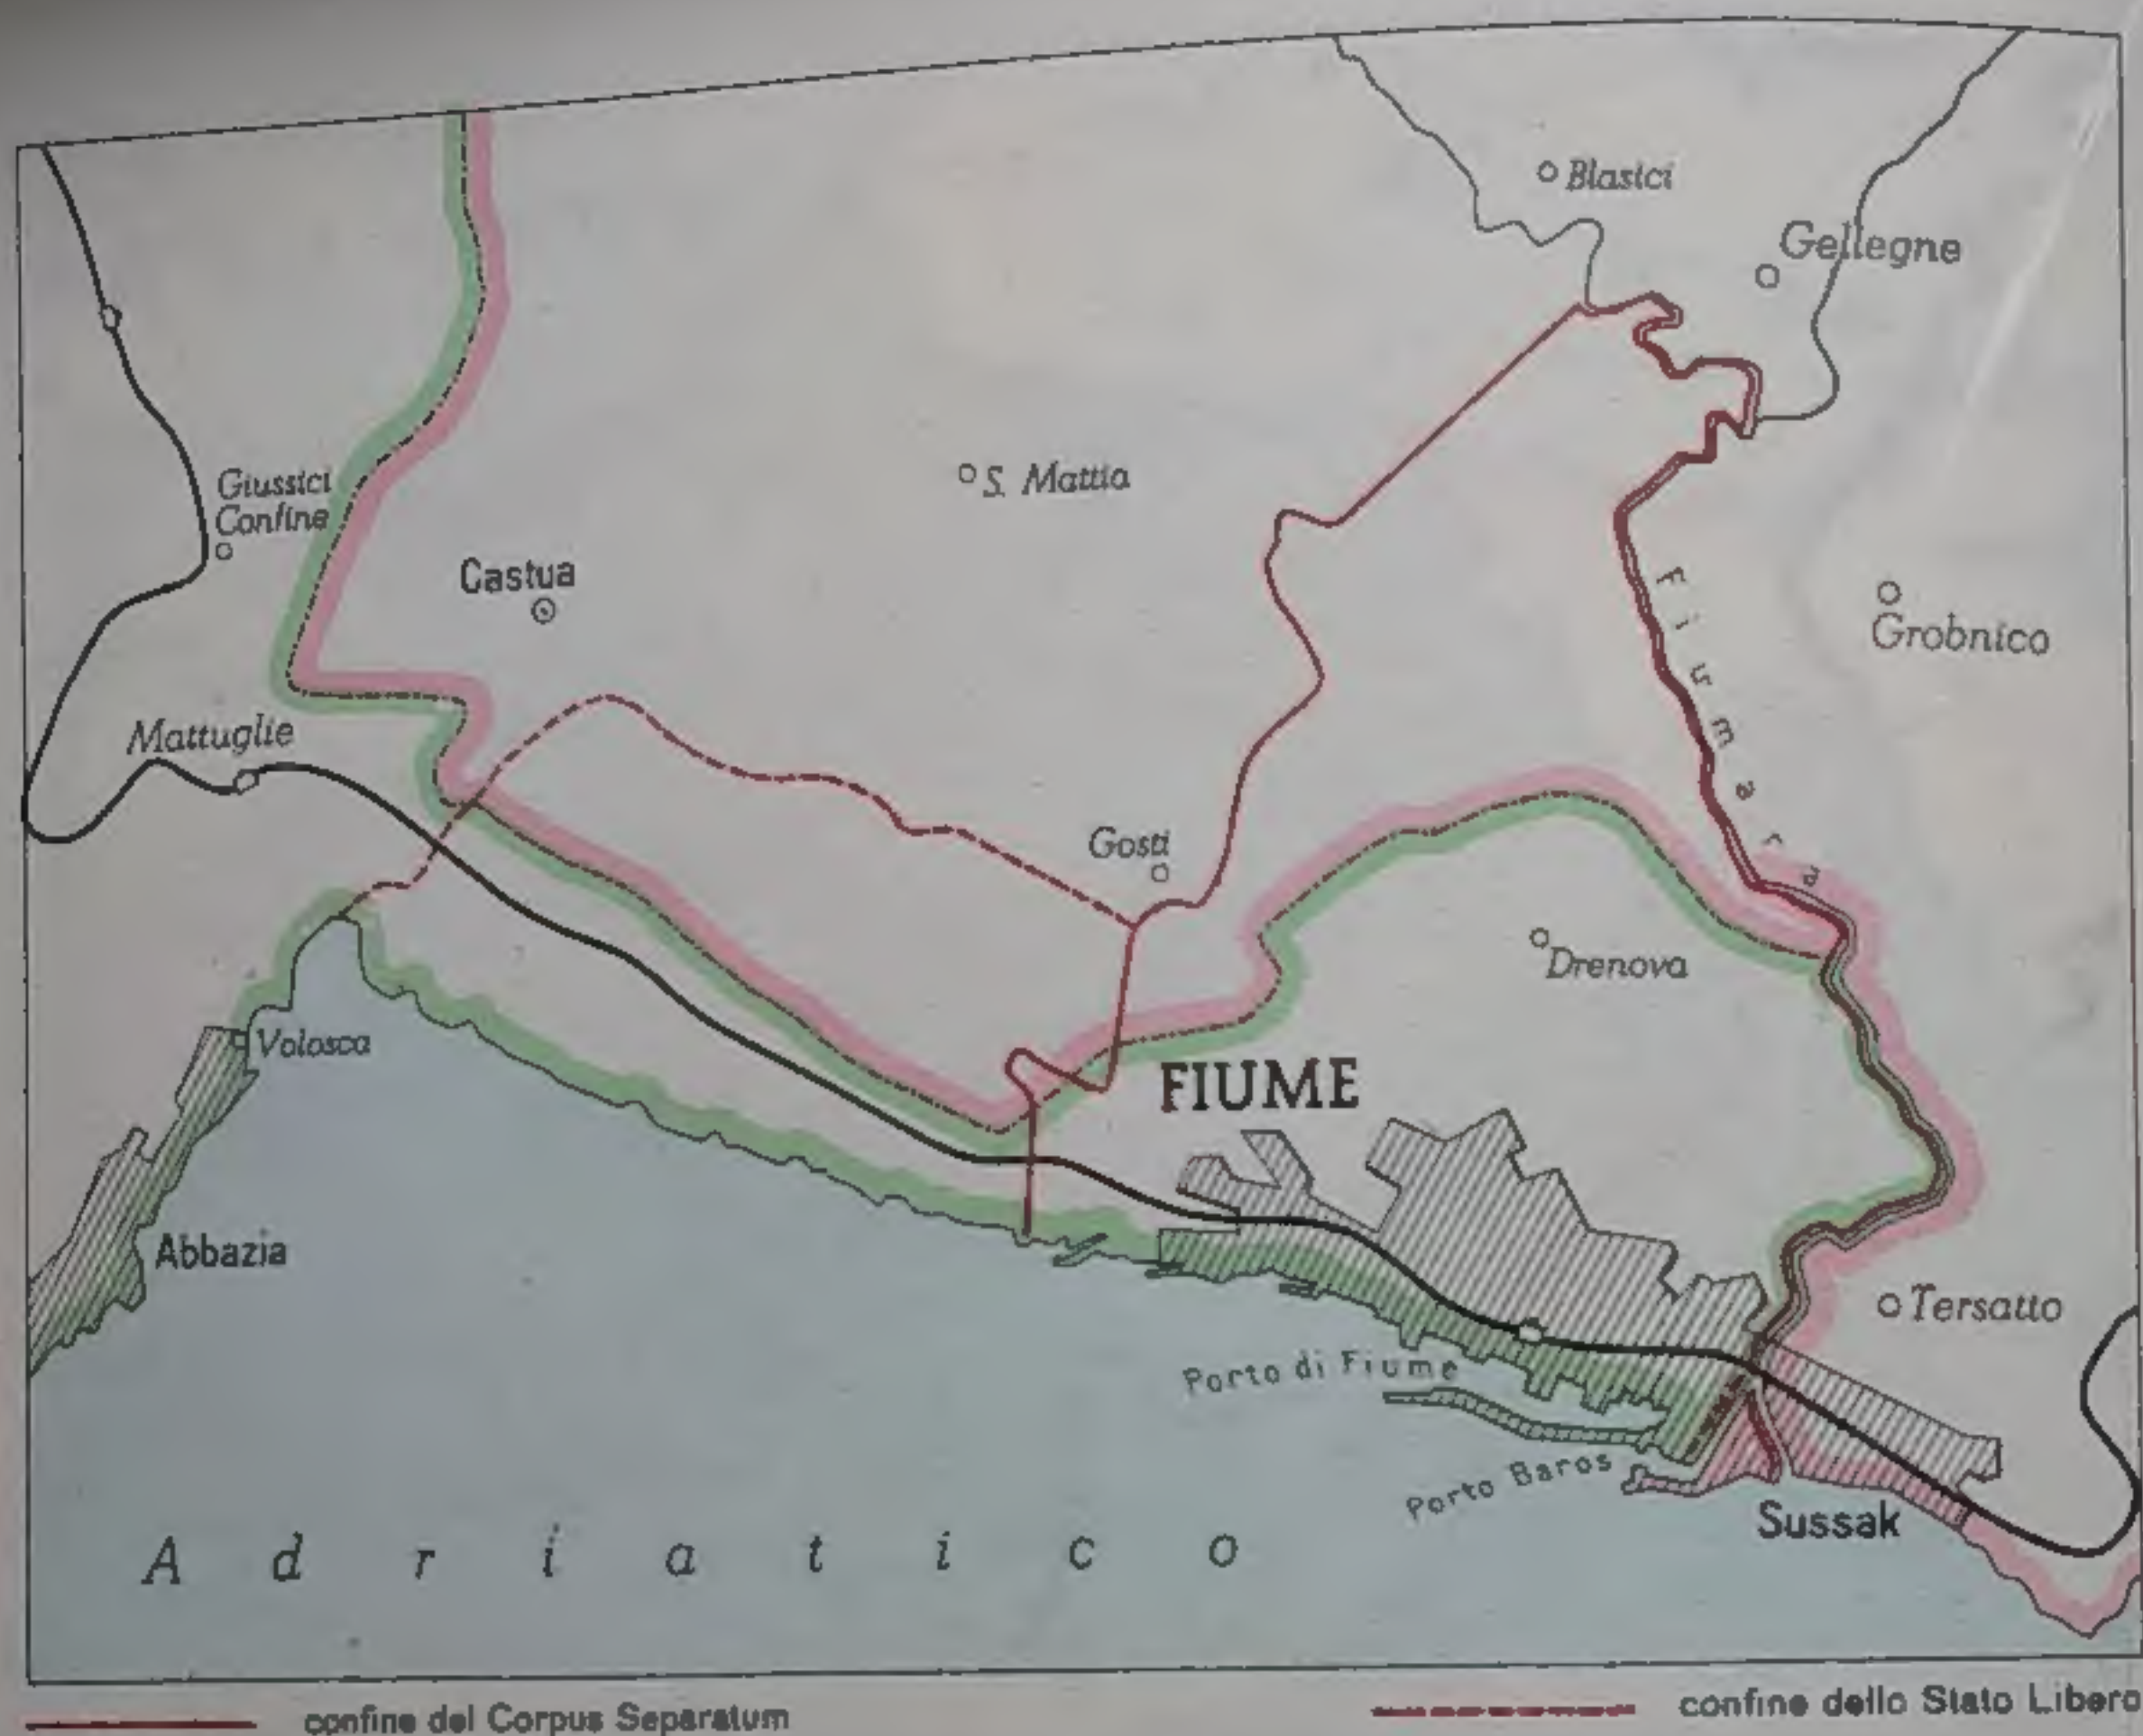 Blasici
Gellegne
Giussici
Confine
S. Mattia
Castua
Fiumara
Grobnico
Mattuglie
Gosti
Drenova
Volosca
FIUME
Abbazia
Tersatto
Porto di Fiume
Porto Baros
Sussak
Adriatico
confine del Corpus Separatum
confine dello Stato Libero